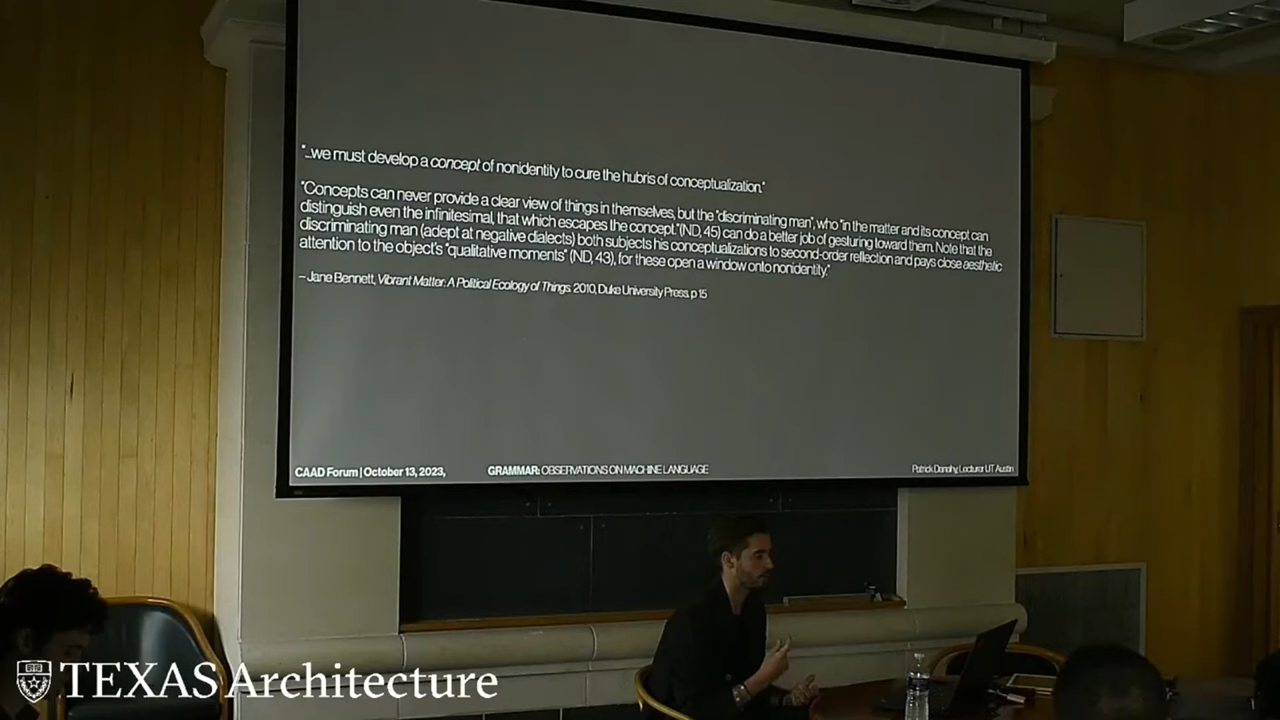 "...we must develop a concept of nonidentity to cure the hubris of conceptualization."
"Concepts can never provide a clear view of things in themselves, but the "discriminating man", who "in the matter and its concept can
distinguish even the infinitesimal, that which escapes the concept."(ND, 45) can do a better job of gesturing toward them. Note that the
discriminating man (adept at negative dialects) both subjects his conceptualizations to second-order reflection and pays close aesthetic
attention to the object's "qualitative moments" (ND, 43), for these open a window onto nonidentity."
– Jane Bennett, Vibrant Matter: A Political Ecology of Things. 2010, Duke University Press. p 15
CAAD Forum | October 13, 2023,
GRAMMAR: OBSERVATIONS ON MACHINE LANGUAGE
Patrick Danahy, Lecturer UT Austin
TEXAS Architecture